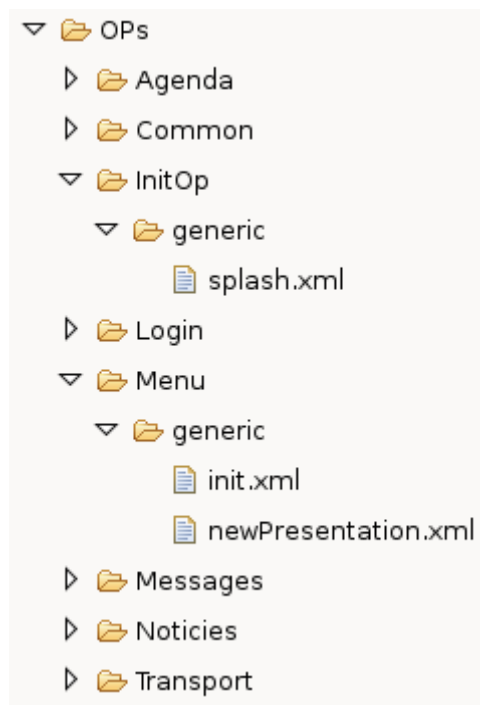 OPs
Agenda
Common
InitOp
generic
splash.xml
Login
Menu
generic
init.xml
newPresentation.xml
Messages
Noticies
Transport